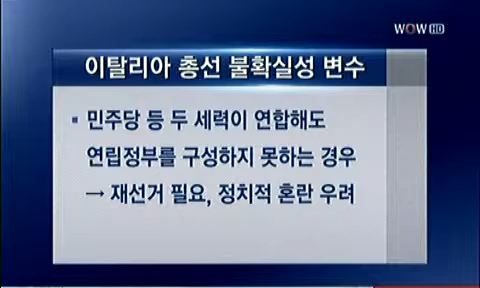 WOW HD
이탈리아 총선 불확실성 변수
▪ 민주당 등 두 세력이 연합해도
연립정부를 구성하지 못하는 경우
→ 재선거 필요, 정치적 혼란 우려